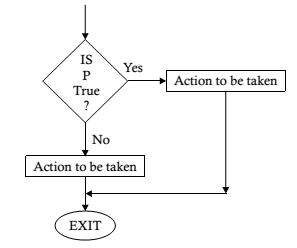 IS
P
True
?
Yes
Action to be taken
No
Action to be taken
EXIT